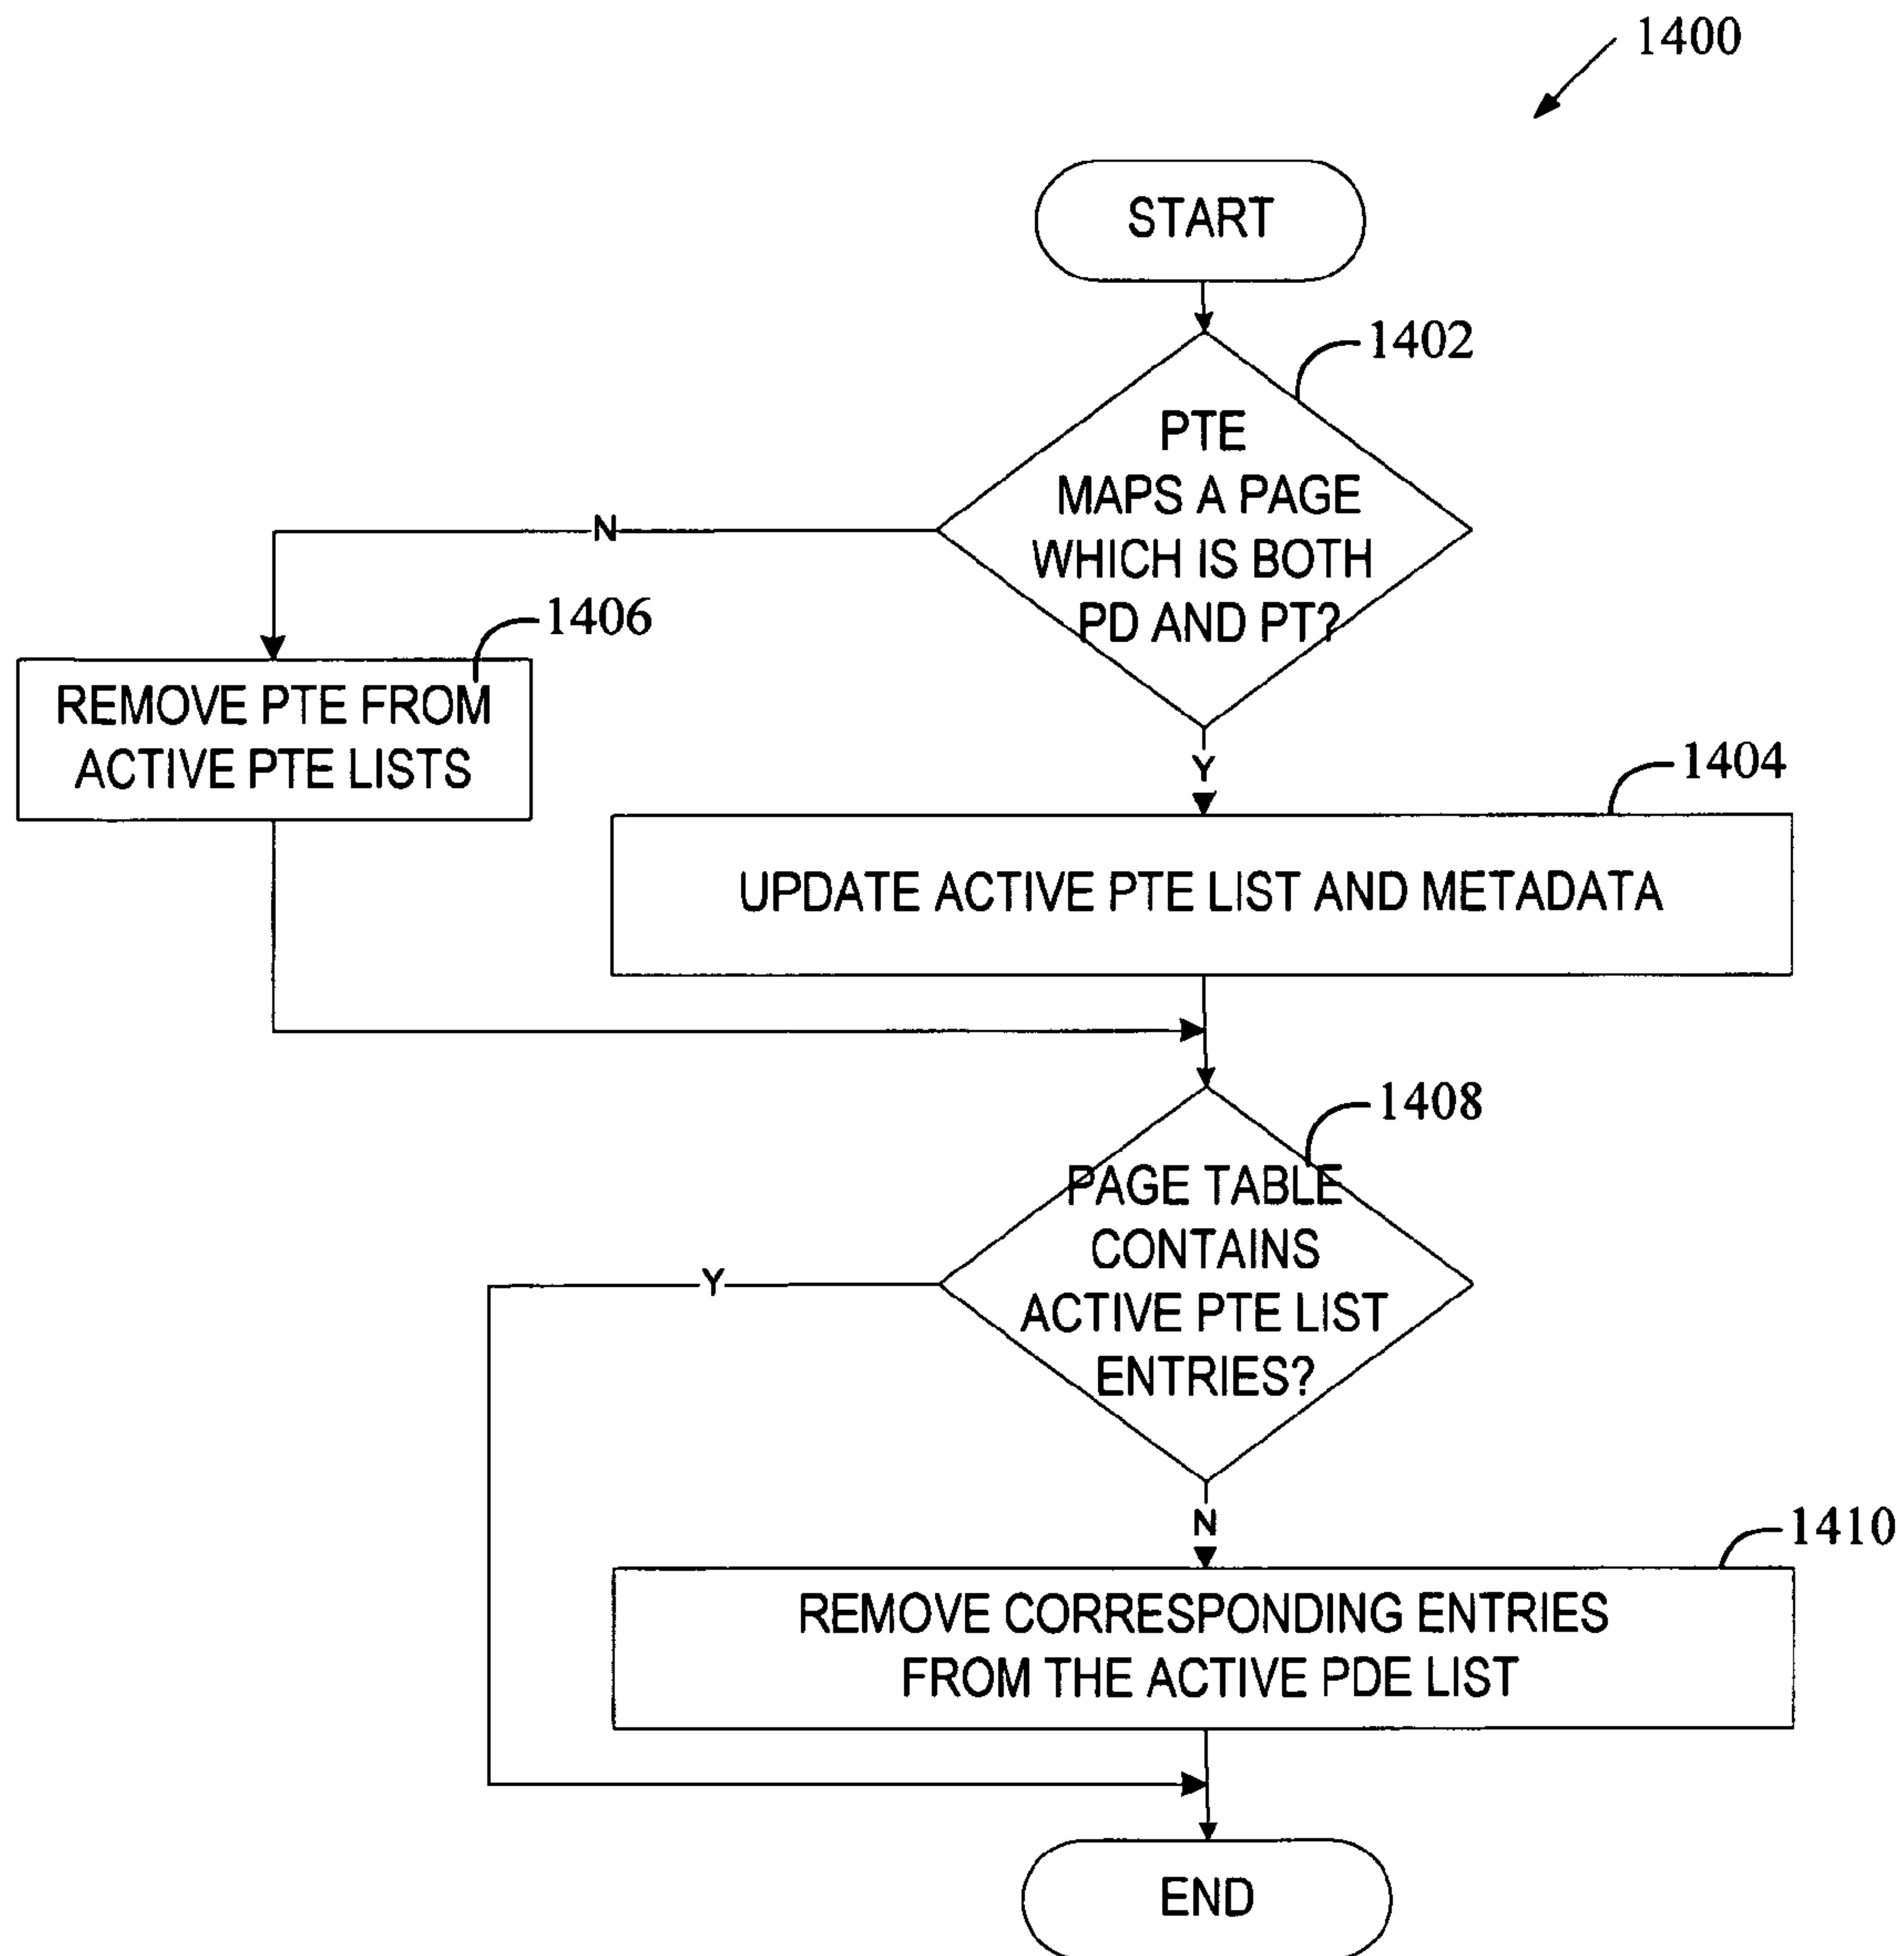 1400
START
1402
PTE
MAPS A PAGE
WHICH IS BOTH
PD AND PT?
N
1406
REMOVE PTE FROM
ACTIVE PTE LISTS
Y
1404
UPDATE ACTIVE PTE LIST AND METADATA
1408
PAGE TABLE
CONTAINS
ACTIVE PTE LIST
ENTRIES?
Y
N
1410
REMOVE CORRESPONDING ENTRIES
FROM THE ACTIVE PDE LIST
END